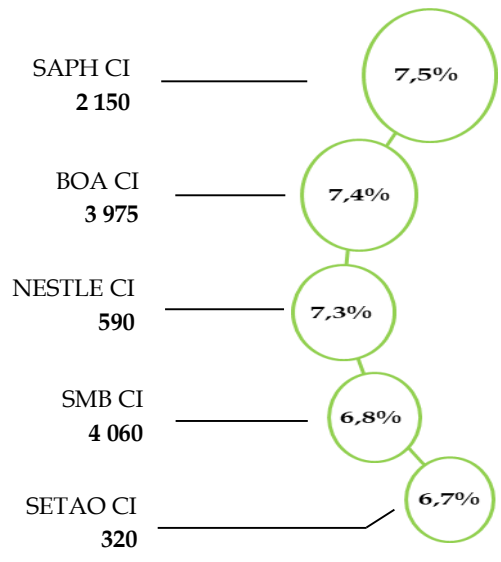 SAPH CI
2 150
7,5%
BOA CI
3 975
7,4%
NESTLE CI
590
7,3%
SMB CI
4 060
6,8%
SETAO CI
320
6,7%